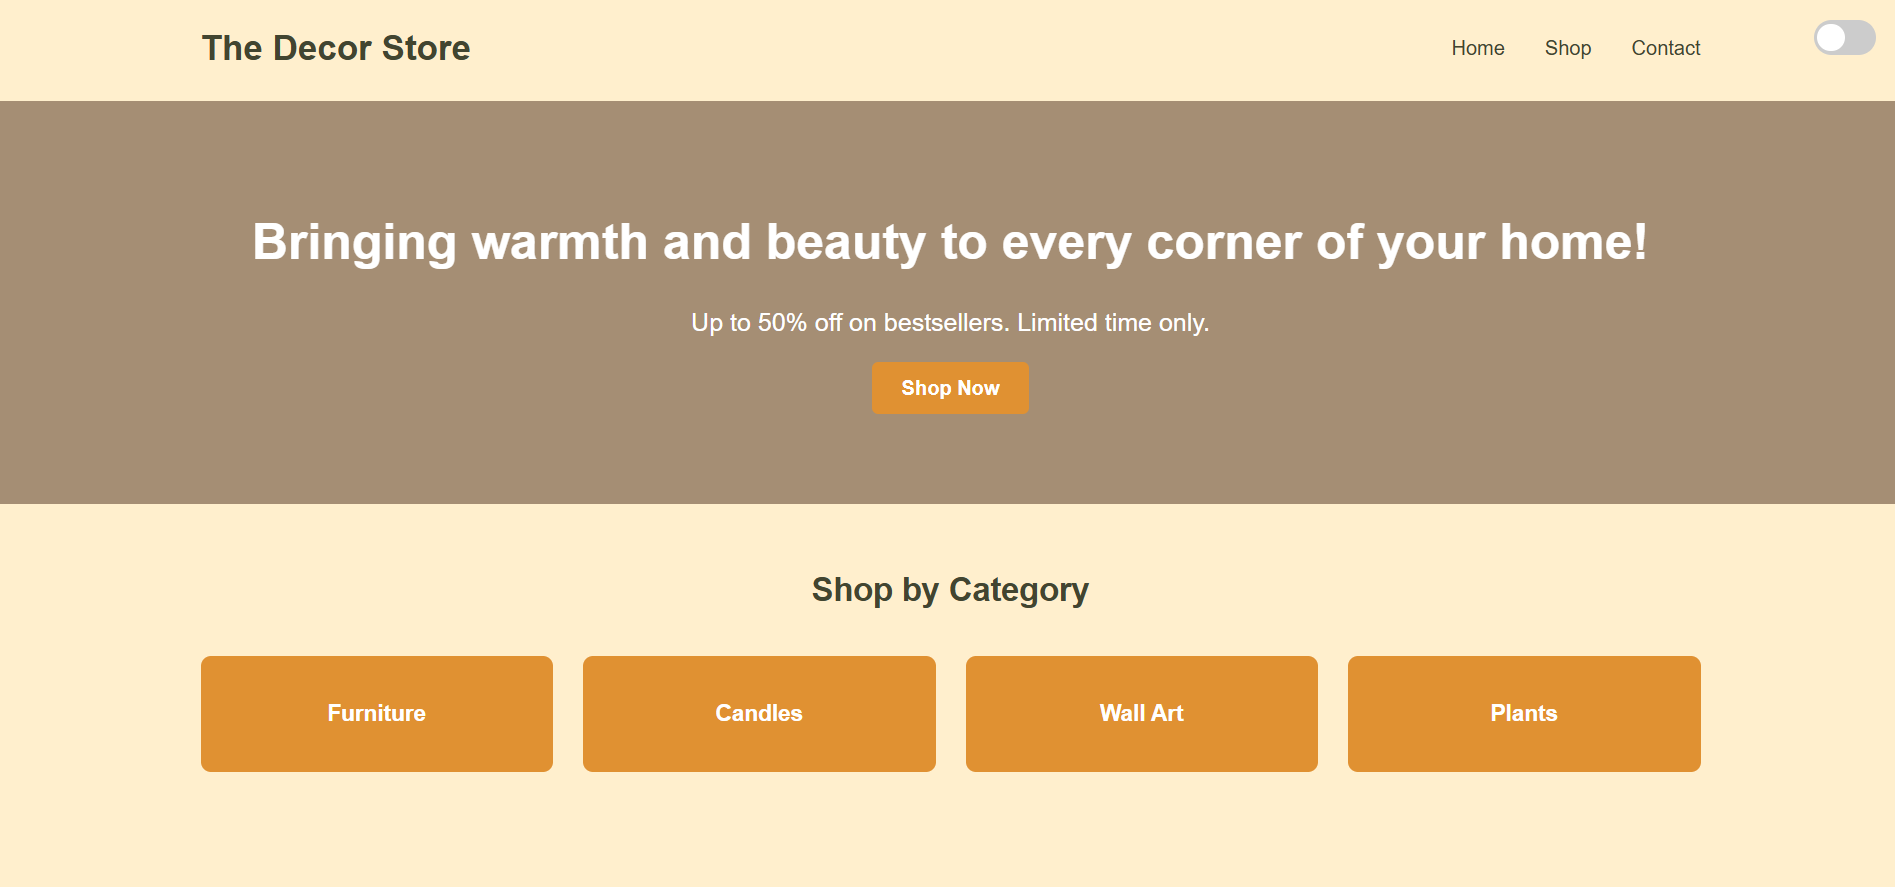 The Decor Store
Home Shop Contact
Bringing warmth and beauty to every corner of your home!
Up to 50% off on bestsellers. Limited time only.
Shop Now
Shop by Category
Furniture
Candles
Wall Art
Plants